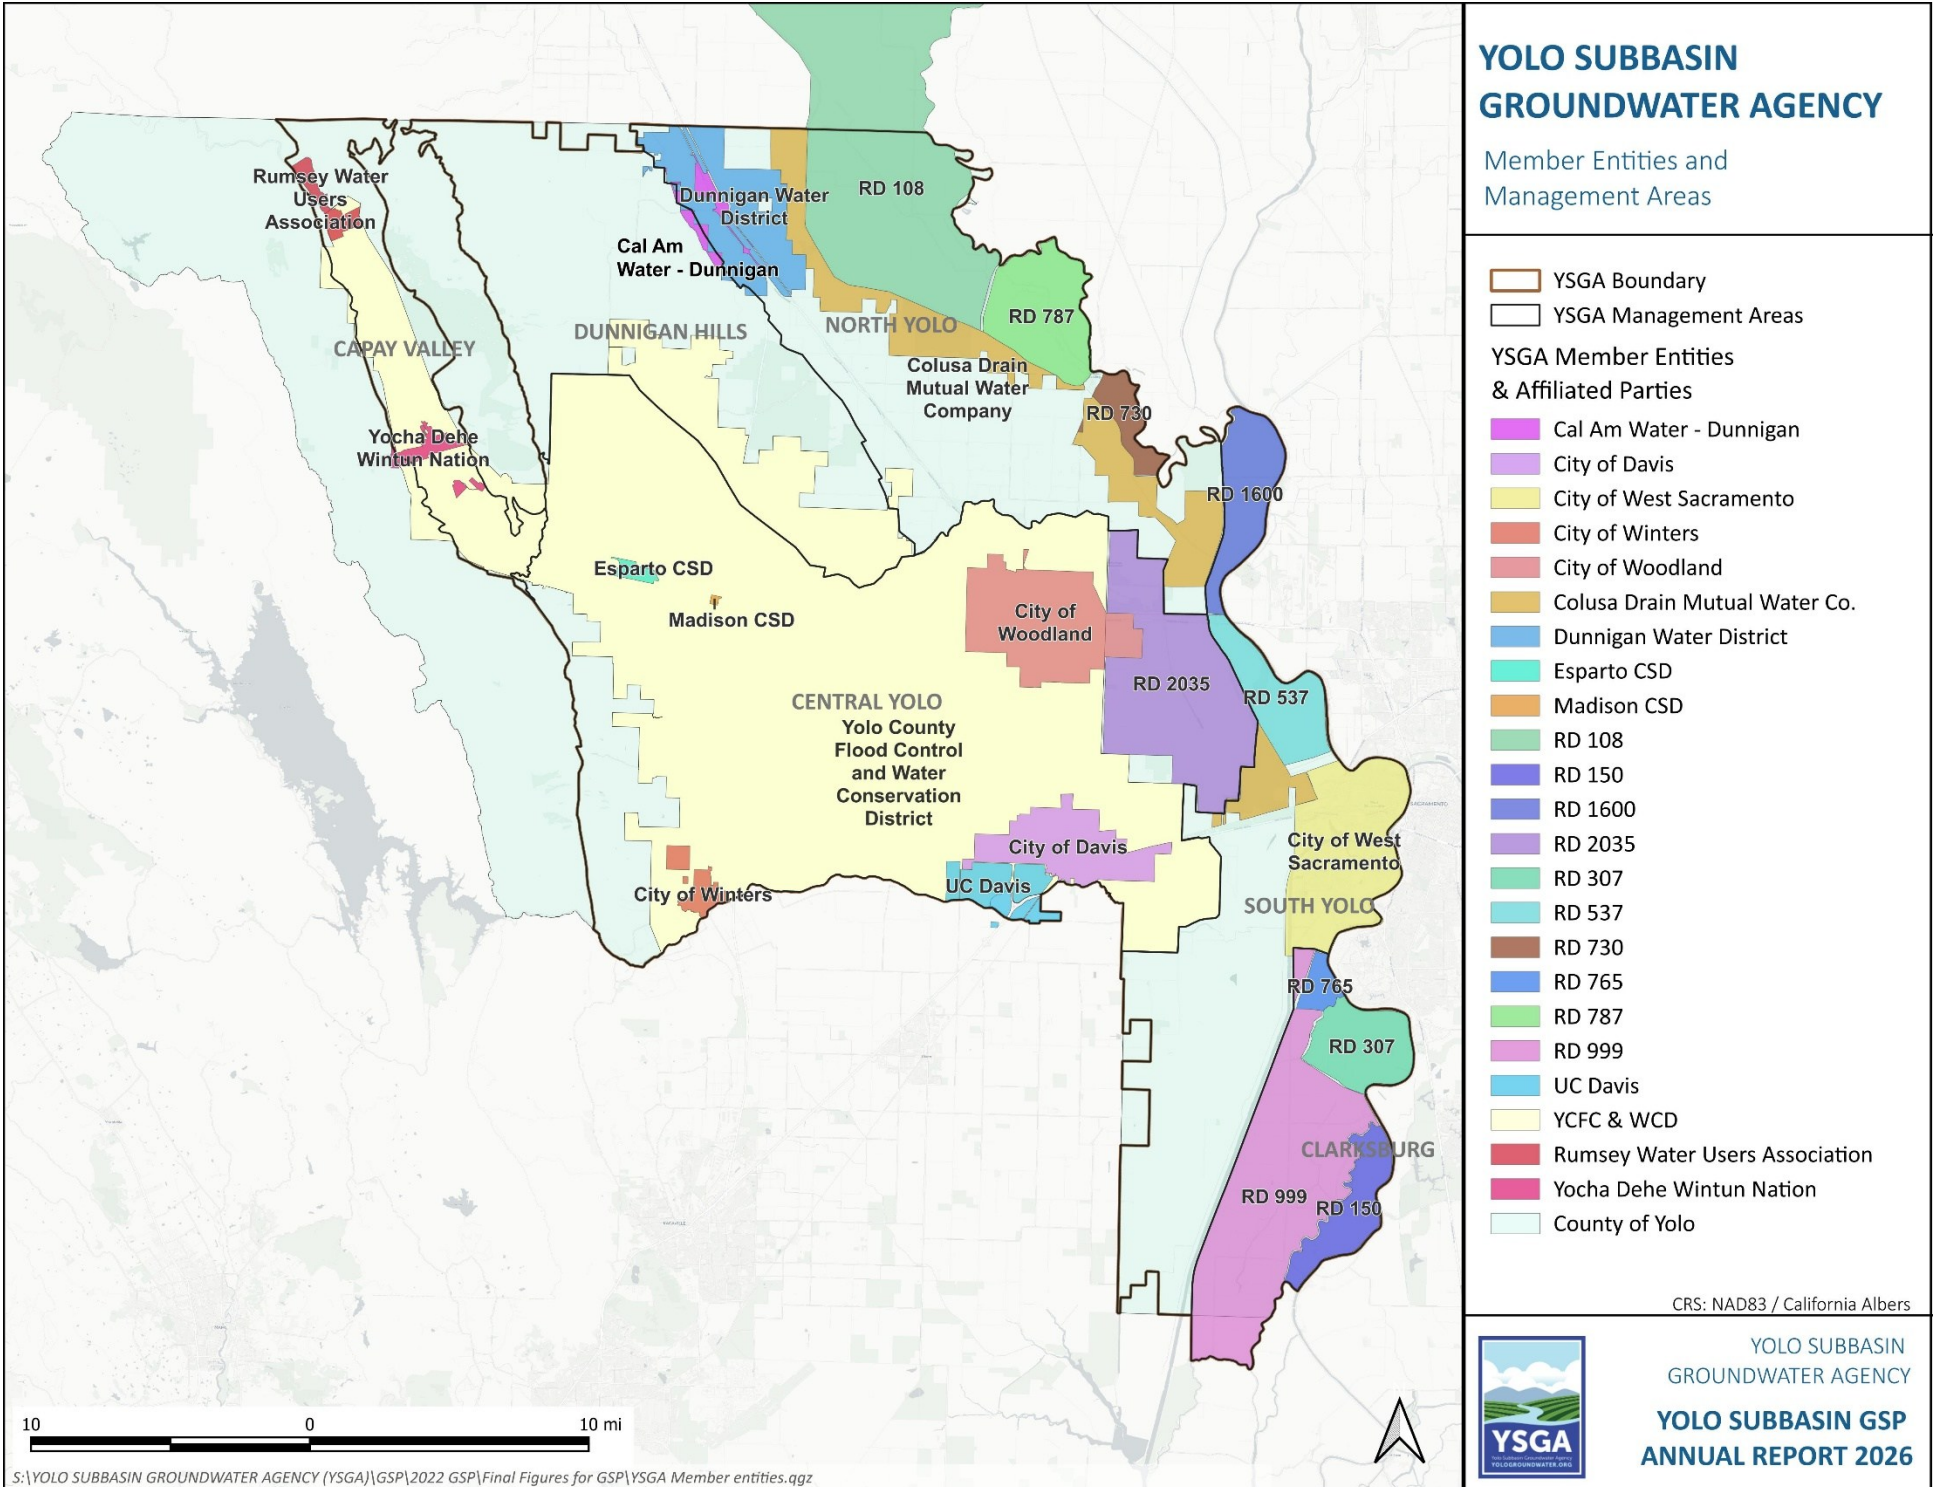 YOLO SUBBASIN
GROUNDWATER AGENCY
Member Entities and
Management Areas
YSGA Boundary
YSGA Management Areas
YSGA Member Entities
& Affiliated Parties
Cal Am Water - Dunnigan
City of Davis
City of West Sacramento
City of Winters
City of Woodland
Colusa Drain Mutual Water Co.
Dunnigan Water District
Esparto CSD
Madison CSD
RD 108
RD 150
RD 1600
RD 2035
RD 307
RD 537
RD 730
RD 765
RD 787
RD 999
UC Davis
YCFC & WCD
Rumsey Water Users Association
Yocha Dehe Wintun Nation
County of Yolo
CRS: NAD83 / California Albers
YOLO SUBBASIN
GROUNDWATER AGENCY
YOLO SUBBASIN GSP
ANNUAL REPORT 2026
YSGA
Yolo Subbasin Groundwater Agency
YOLOGROUNDWATER.ORG
Rumsey Water
Users
Association
Dunnigan Water
District
RD 108
Cal Am
Water - Dunnigan
RD 787
CAPAY VALLEY
DUNNIGAN HILLS
NORTH YOLO
Colusa Drain
Mutual Water
Company
RD 730
Yocha Dehe
Wintun Nation
RD 1600
Esparto CSD
Madison CSD
City of
Woodland
RD 2035
RD 537
CENTRAL YOLO
Yolo County
Flood Control
and Water
Conservation
District
City of Davis
City of West
Sacramento
SACRAMENTO
City of Winters
UC Davis
SOUTH YOLO
RD 765
RD 307
CLARKSBURG
RD 999
RD 150
10 0 10 mi
S:\YOLO SUBBASIN GROUNDWATER AGENCY (YSGA)\GSP\2022 GSP\Final Figures for GSP\YSGA Member entities.qgz